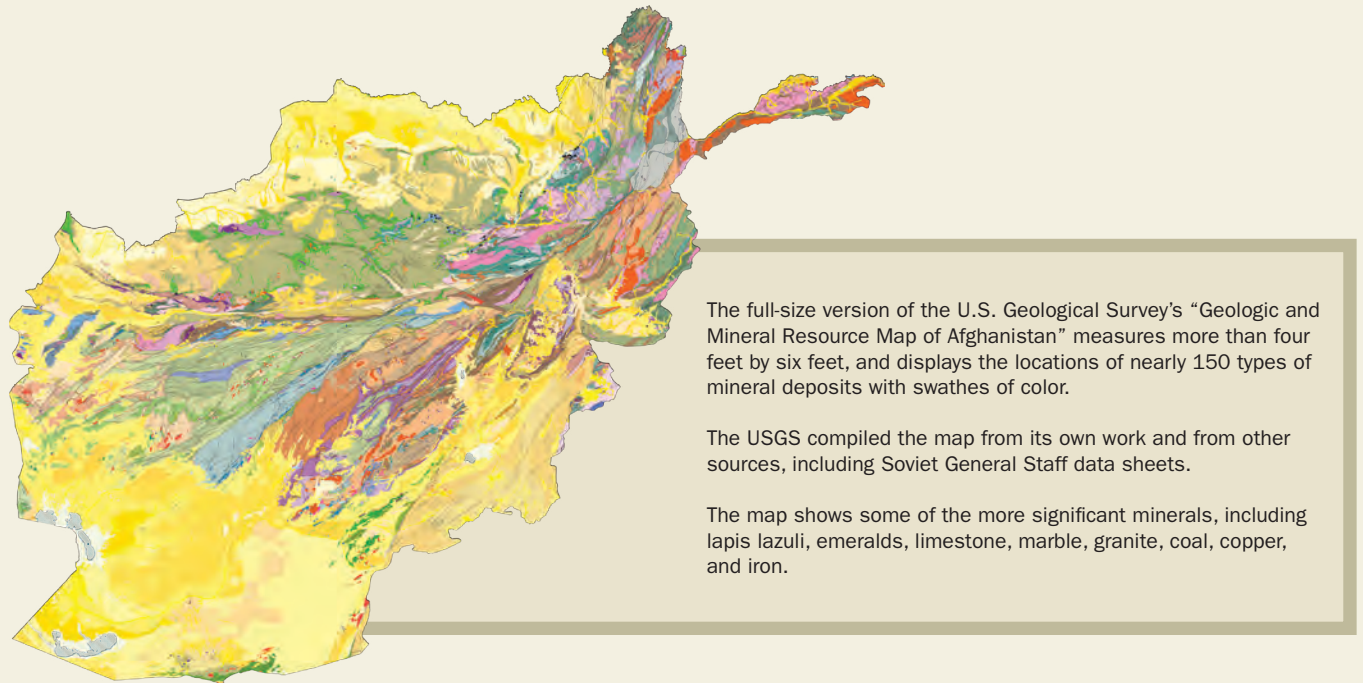 The full-size version of the U.S. Geological Survey’s “Geologic and
Mineral Resource Map of Afghanistan” measures more than four
feet by six feet, and displays the locations of nearly 150 types of
mineral deposits with swathes of color.
The USGS compiled the map from its own work and from other
sources, including Soviet General Staff data sheets.
The map shows some of the more significant minerals, including
lapis lazuli, emeralds, limestone, marble, granite, coal, copper,
and iron.